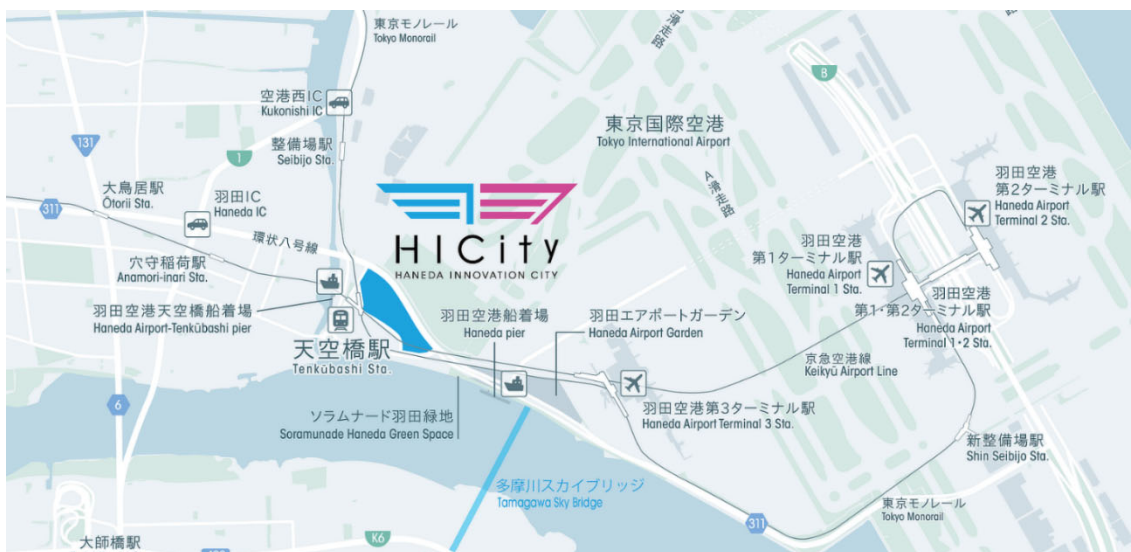 東京モノレール
Tokyo Monorail
C滑走路
8
空港西IC
Kukonishi IC
東京国際空港
Tokyo International Airport
131
整備場駅
Seibijo Sta.
1
A滑走路
羽田空港
第2ターミナル駅
Haneda Airport
Terminal 2 Sta.
大鳥居駅
Ōtorii Sta.
311
羽田IC
Haneda IC
環状八号線
HICity
HANEDA INNOVATION CITY
羽田空港
第1ターミナル駅
Haneda Airport
Terminal 1 Sta.
穴守稲荷駅
Anamori-inari Sta.
羽田空港天空橋船着場
Haneda Airport-Tenkūbashi pier
羽田空港船着場
Haneda pier
羽田エアポートガーデン
Haneda Airport Garden
羽田空港
第1・第2ターミナル駅
Haneda Airport
Terminal 1・2 Sta.
天空橋駅
Tenkūbashi Sta.
京急空港線
Keikyū Airport Line
6
ソラムナード羽田緑地
Soramunade Haneda Green Space
羽田空港第3ターミナル駅
Haneda Airport Terminal 3 Sta.
新整備場駅
Shin Seibijo Sta.
多摩川スカイブリッジ
Tamagawa Sky Bridge
東京モノレール
Tokyo Monorail
311
大師橋駅
K6